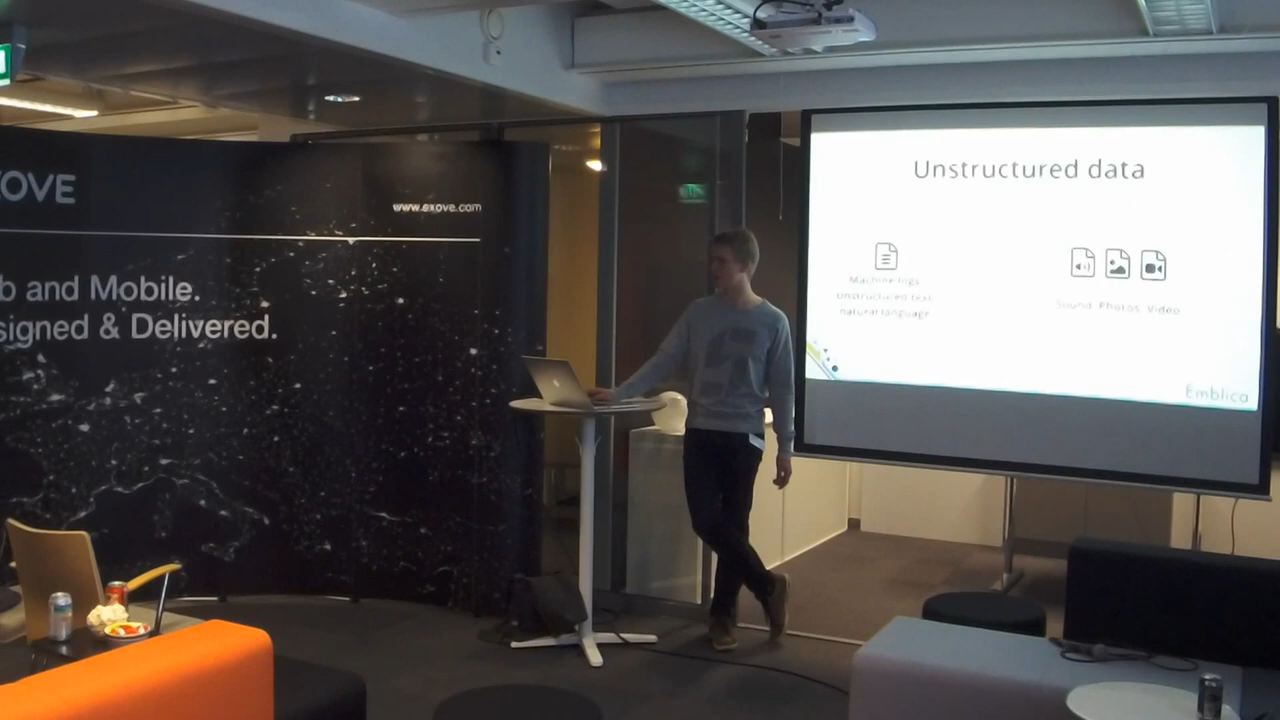 XOVE
www.exove.com
b and Mobile.
signed & Delivered.
Unstructured data
Machine logs
Unstructured text
natural language
Sound, Photos, Video
Emblica